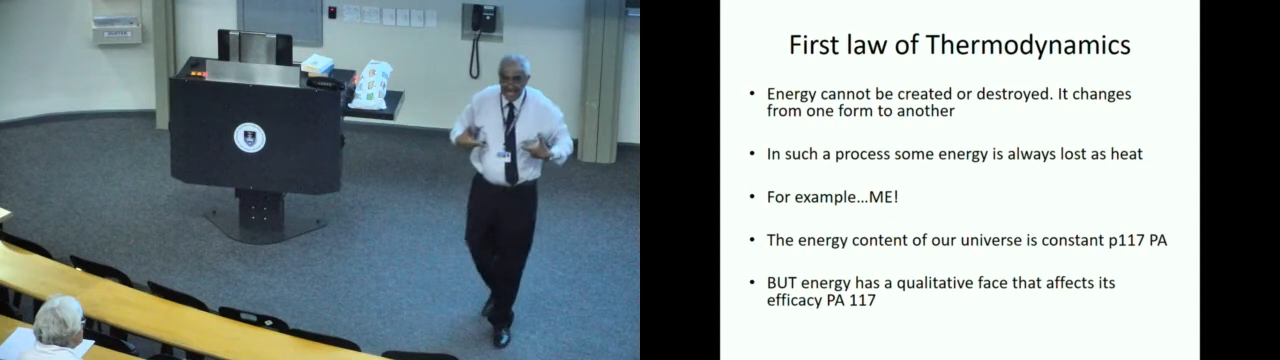 First law of Thermodynamics
• Energy cannot be created or destroyed. It changes
from one form to another
• In such a process some energy is always lost as heat
• For example...ME!
• The energy content of our universe is constant p117 PA
• BUT energy has a qualitative face that affects its
efficacy PA 117